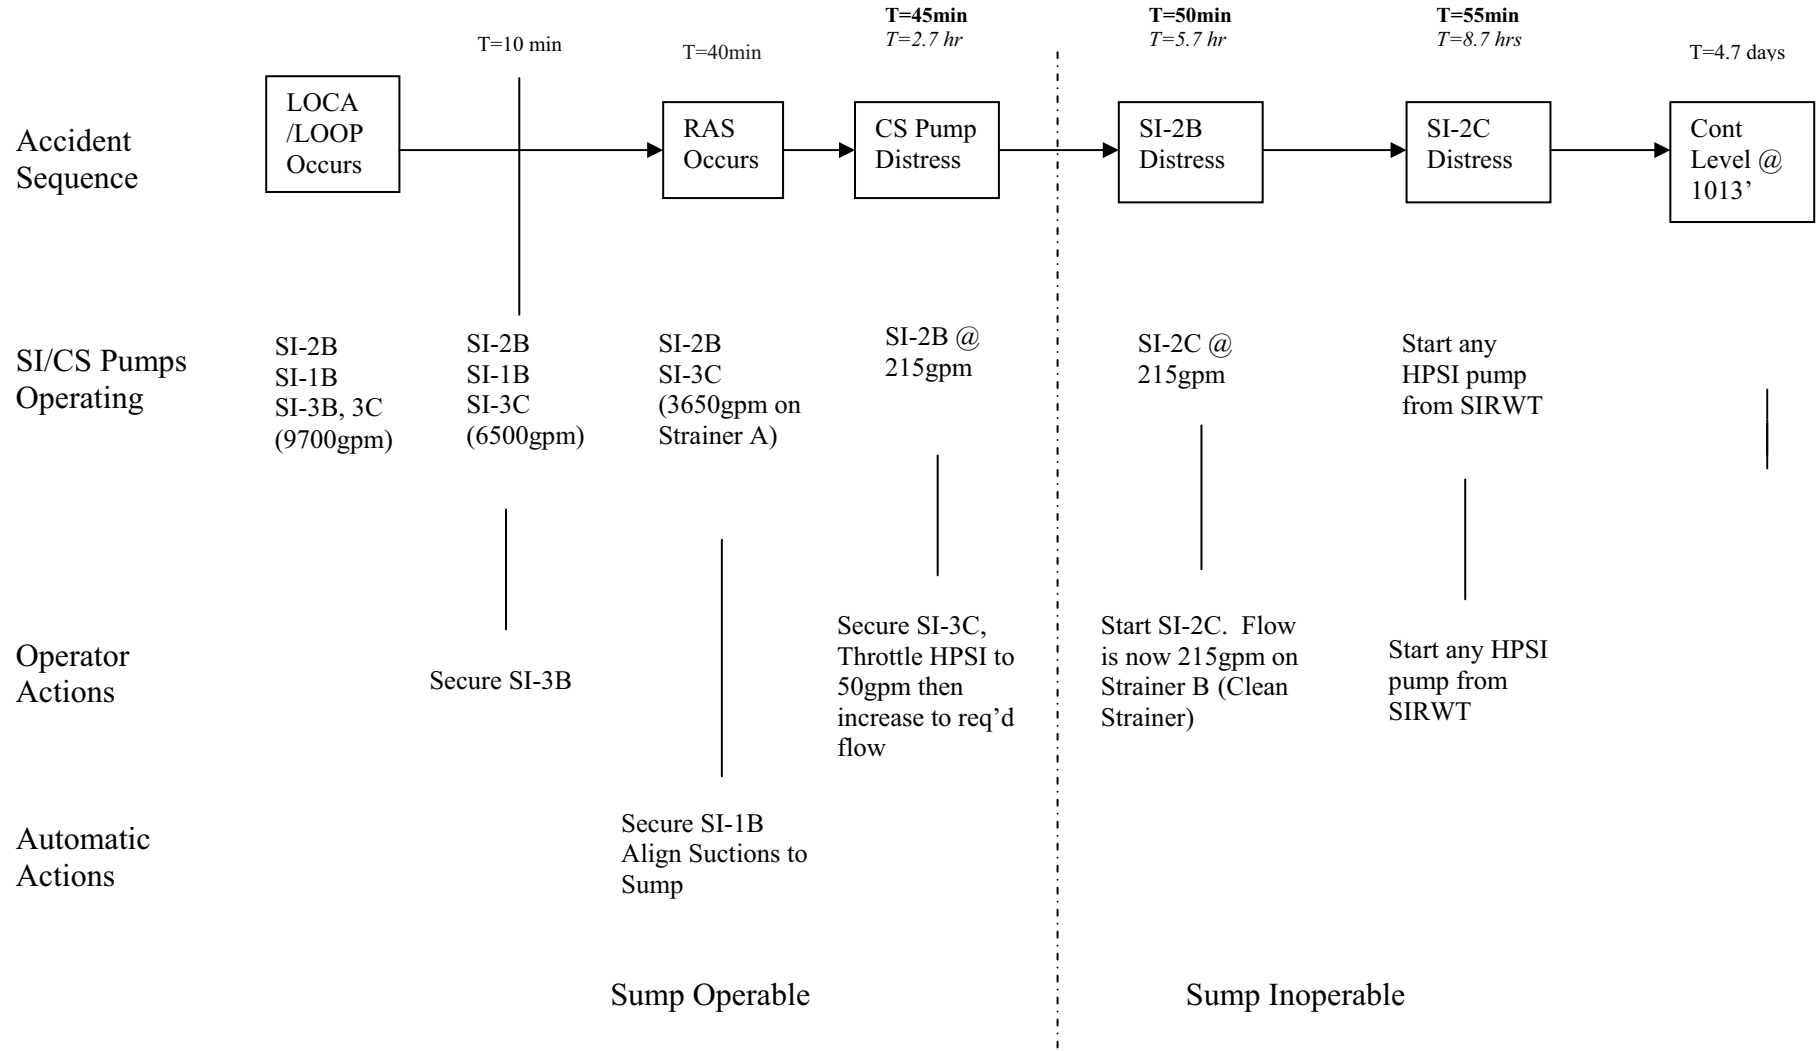 T=45min
T=2.7 hr
T=50min
T=5.7 hr
T=55min
T=8.7 hrs
T=10 min
T=40min
T=4.7 days
Accident
Sequence
LOCA
/LOOP
Occurs
RAS
Occurs
CS Pump
Distress
SI-2B
Distress
SI-2C
Distress
Cont
Level @
1013’
SI/CS Pumps
Operating
SI-2B
SI-1B
SI-3B, 3C
(9700gpm)
SI-2B
SI-1B
SI-3C
(6500gpm)
SI-2B
SI-3C
(3650gpm on
Strainer A)
SI-2B @
215gpm
SI-2C @
215gpm
Start any
HPSI pump
from SIRWT
Operator
Actions
Secure SI-3B
Secure SI-3C,
Throttle HPSI to
50gpm then
increase to req’d
flow
Start SI-2C.  Flow
is now 215gpm on
Strainer B (Clean
Strainer)
Start any HPSI
pump from
SIRWT
Automatic
Actions
Secure SI-1B
Align Suctions to
Sump
Sump Operable
Sump Inoperable